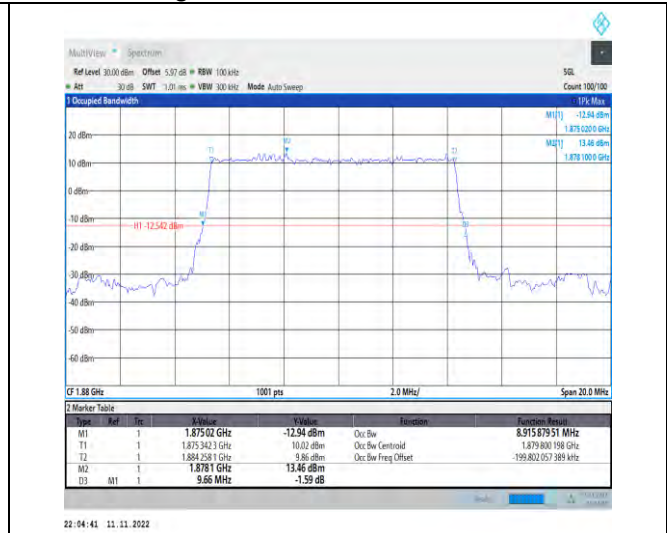 MultiView Spectrum
Ref Level 30.00 dBm Offset 5.97 dB RBW 100 kHz SGL
Att 30 dB SWT 1.01 ms VBW 300 kHz Mode Auto Sweep Count 100/100
1 Occupied Bandwidth 1Pk Max
M1[1] -12.94 dBm
1.875 020 0 GHz
M2[1] 13.46 dBm
1.878 100 0 GHz
20 dBm
T1 M2 T2
10 dBm
0 dBm
-10 dBm
M1
H1 -12.542 dBm
-20 dBm
-30 dBm
-40 dBm
-50 dBm
-60 dBm
CF 1.88 GHz 1001 pts 2.0 MHz/ Span 20.0 MHz
2 Marker Table
Type Ref Trc X-Value Y-Value Function Function Result
M1 1 1.875 02 GHz -12.94 dBm Occ Bw 8.915 879 51 MHz
T1 1 1.875 342 3 GHz 10.02 dBm Occ Bw Centroid 1.879 800 198 GHz
T2 1 1.884 258 1 GHz 9.86 dBm Occ Bw Freq Offset -199.802 057 389 kHz
M2 1 1.878 1 GHz 13.46 dBm
D3 M1 1 9.66 MHz -1.59 dB
22:04:41 11.11.2022